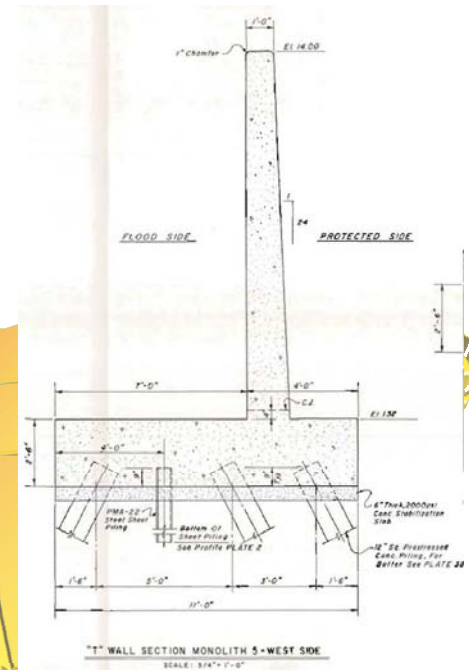 1'-0"
1" Chamfer
El. 14.00
1
24
FLOOD SIDE
PROTECTED SIDE
2'-6"
7'-0"
4'-0"
C.J.
El. 1.50
2'-6"
4'-0"
9"
PMA-22
Steel Sheet
Piling
Bottom Of
Sheet Piling
See Profile PLATE 2
6" Thick, 2000psi
Conc Stabilization
Slab
12" Sq. Prestressed
Conc. Piling, For
Batter See PLATE
1'-6"
5'-0"
3'-0"
1'-6"
11'-0"
"T" WALL SECTION MONOLITH 5 - WEST SIDE
SCALE: 3/4" = 1'-0"